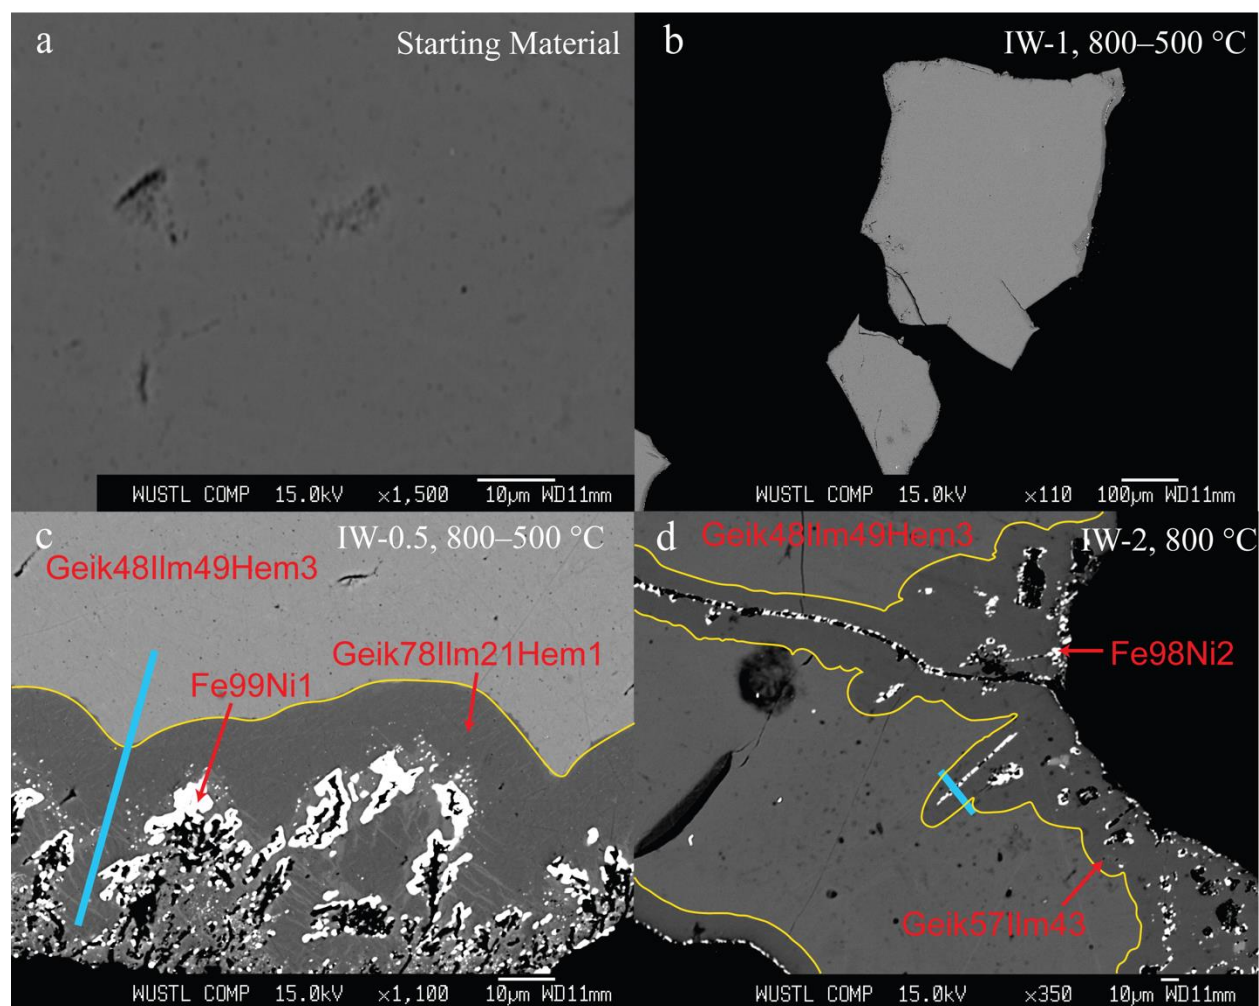 a
Starting Material
WUSTL COMP 15.0kV ×1,500 10µm WD11mm
b
IW-1, 800–500 °C
WUSTL COMP 15.0kV ×110 100µm WD11mm
c
IW-0.5, 800–500 °C
Geik48Ilm49Hem3
Geik78Ilm21Hem1
Fe99Ni1
WUSTL COMP 15.0kV ×1,100 10µm WD11mm
d
IW-2, 800 °C
Geik48Ilm49Hem3
Fe98Ni2
Geik57Ilm43
WUSTL COMP 15.0kV ×350 10µm WD11mm